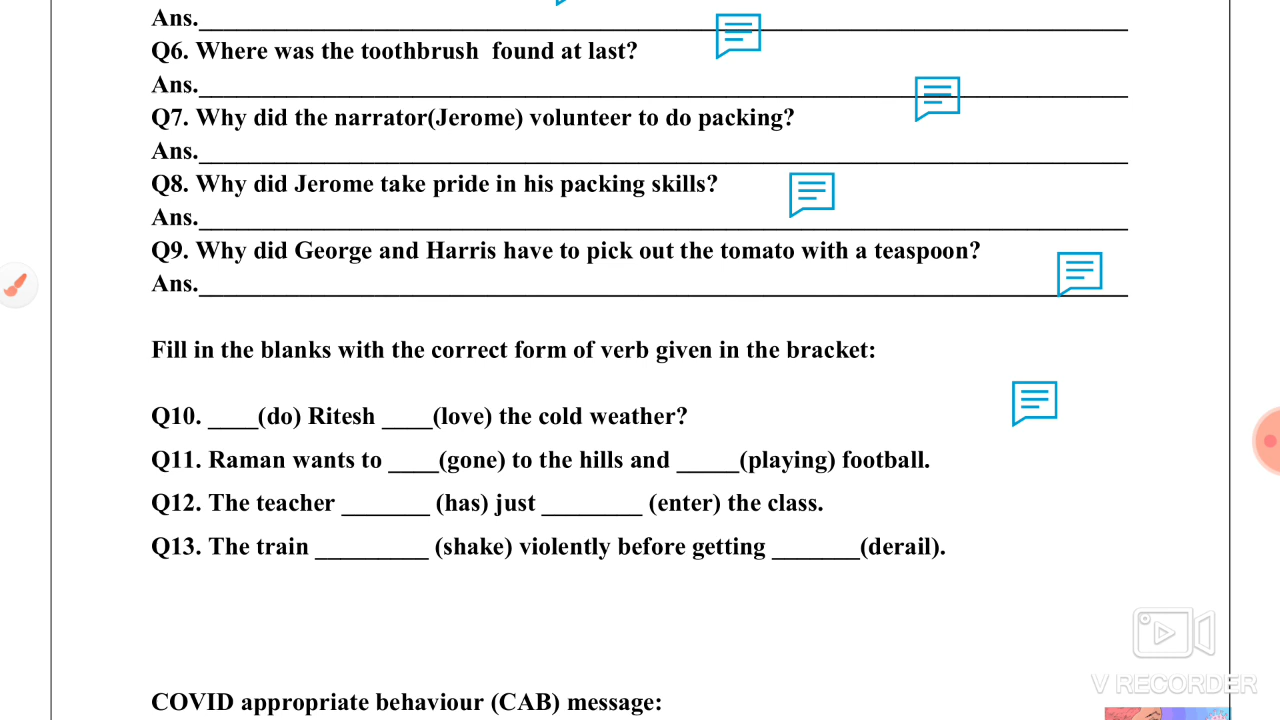 Ans.__________
Q6. Where was the toothbrush  found at last?
Ans.__________
Q7. Why did the narrator(Jerome) volunteer to do packing?
Ans.__________
Q8. Why did Jerome take pride in his packing skills?
Ans.__________
Q9. Why did George and Harris have to pick out the tomato with a teaspoon?
Ans.__________
Fill in the blanks with the correct form of verb given in the bracket:
Q10. ____(do) Ritesh ____(love) the cold weather?
Q11. Raman wants to ____(gone) to the hills and _____(playing) football.
Q12. The teacher _______ (has) just ________ (enter) the class.
Q13. The train _________ (shake) violently before getting _______(derail).
V RECORDER
COVID appropriate behaviour (CAB) message: